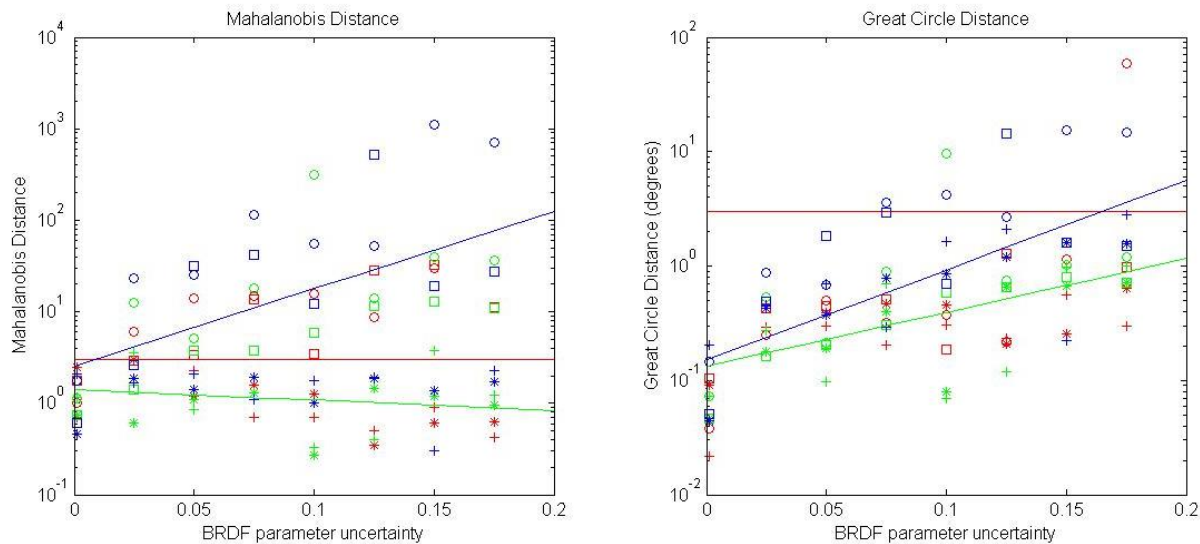 Mahalanobis Distance
10^4
10^3
10^2
10^1
10^0
10^-1
Mahalanobis Distance
0 0.05 0.1 0.15 0.2
BRDF parameter uncertainty
Great Circle Distance
10^2
10^1
10^0
10^-1
10^-2
Great Circle Distance (degrees)
0 0.05 0.1 0.15 0.2
BRDF parameter uncertainty